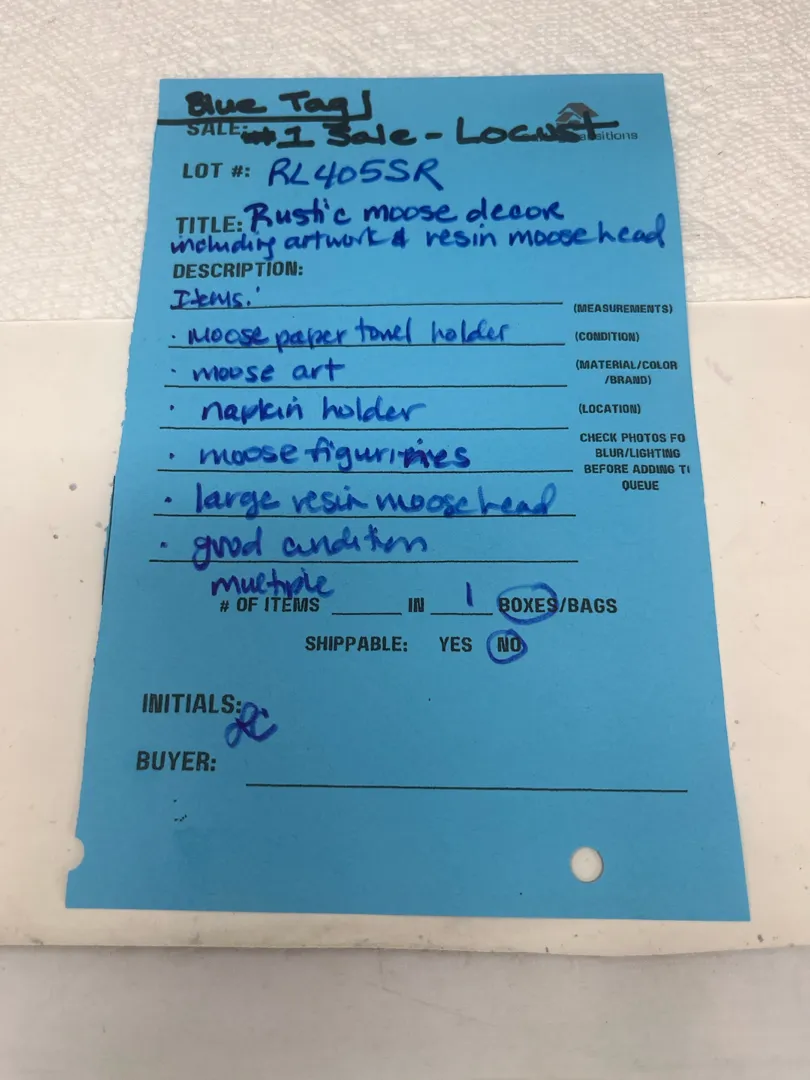 Blue Tag
SALE: #1 Sale - LOCUST
LOT #: RL405SR
TITLE: Rustic moose decor
including artwork & resin moose head
DESCRIPTION:
Items:
(MEASUREMENTS)
· moose paper towel holder
(CONDITION)
· moose art
(MATERIAL/COLOR
/BRAND)
· napkin holder
(LOCATION)
· moose figurines
CHECK PHOTOS FO
BLUR/LIGHTING
BEFORE ADDING T
QUEUE
· large resin moose head
· good condition
multiple
# OF ITEMS ____ IN 1 BOXES/BAGS
SHIPPABLE: YES NO
INITIALS: RC
BUYER: